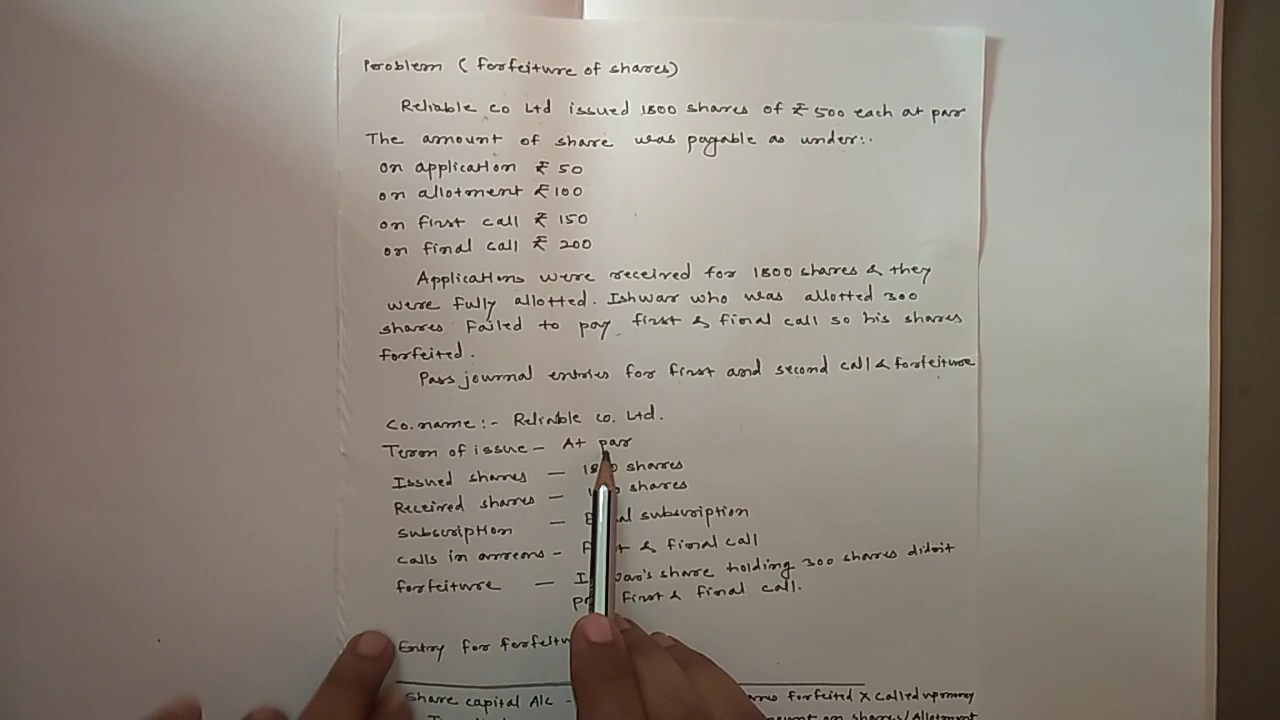 Problem (forfeiture of shares)
Reliable co Ltd issued 1800 shares of ₹ 500 each at par
The amount of share was payable as under:-
on application ₹ 50
on allotment ₹ 100
on first call ₹ 150
on final call ₹ 200
Applications were received for 1800 shares & they
were fully allotted. Ishwar who was allotted 300
shares failed to pay first & final call so his shares
forfeited.
Pass journal entries for first and second call & forfeiture
Co.name:- Reliable co. Ltd.
Term of issue - At par
Issued shares - shares
Received shares - shares
Subscription - subscription
calls in arrears - & final call
forfeiture - share holding 300 shares didn't
first & final call.
Entry for
Share capital A/c - forfeited X called up money
on shares/Allotment